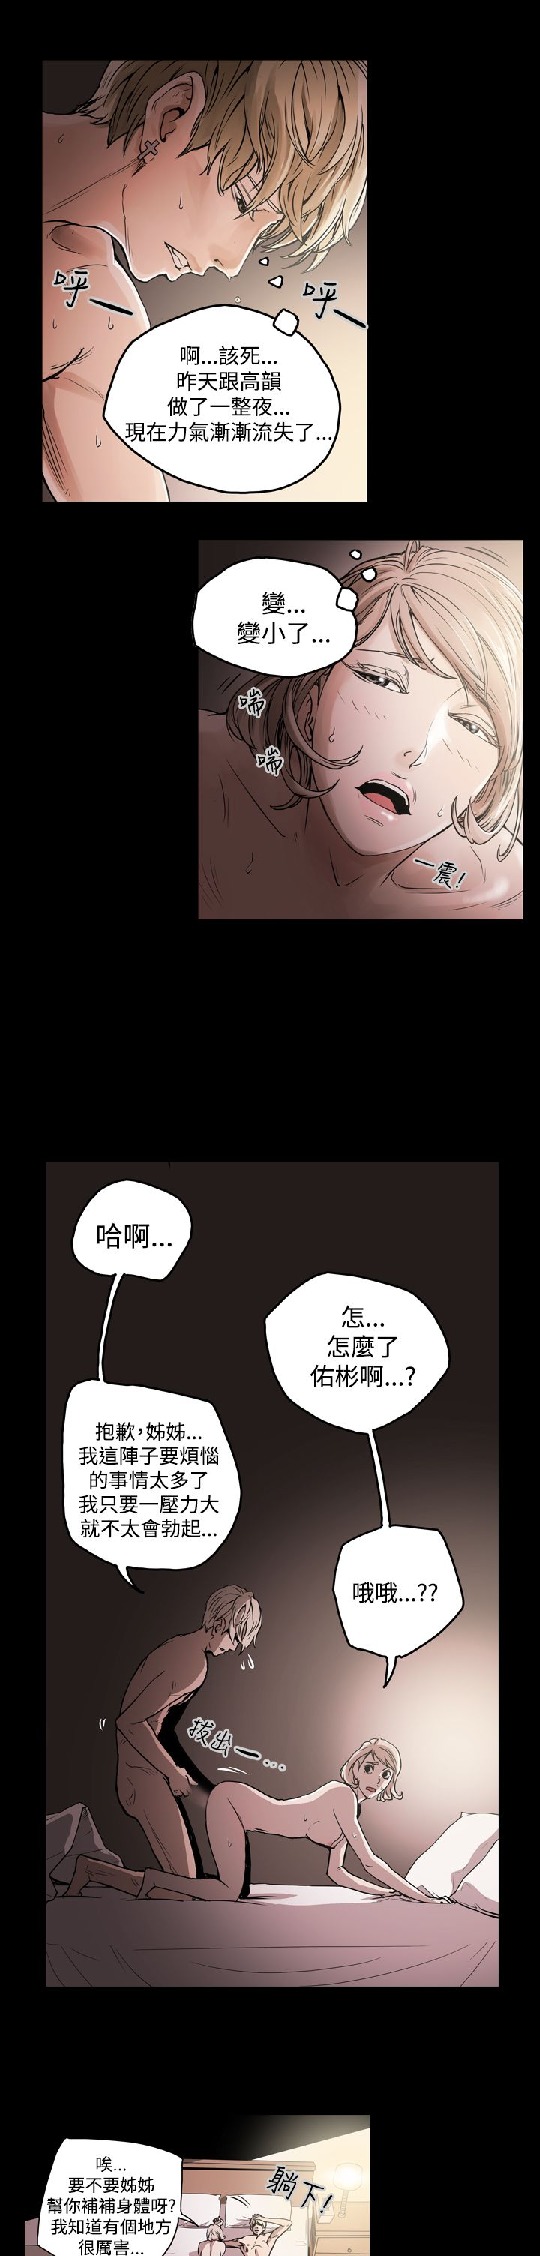 呼一
呼一
啊...該死...
昨天跟高韻
做了一整夜...
現在力氣漸漸流失了...
變...
變小了...
喘
喘
一震!
哈啊...
怎...
怎麼了
佑彬啊...?
抱歉,姊姊...
我這陣子要煩惱
的事情太多了
我只要一壓力大
就不太會勃起...
哦哦...??
拔出一...
唉...
要不要姊姊
幫你補補身體呀?
我知道有個地方
很厲害...
躺下!